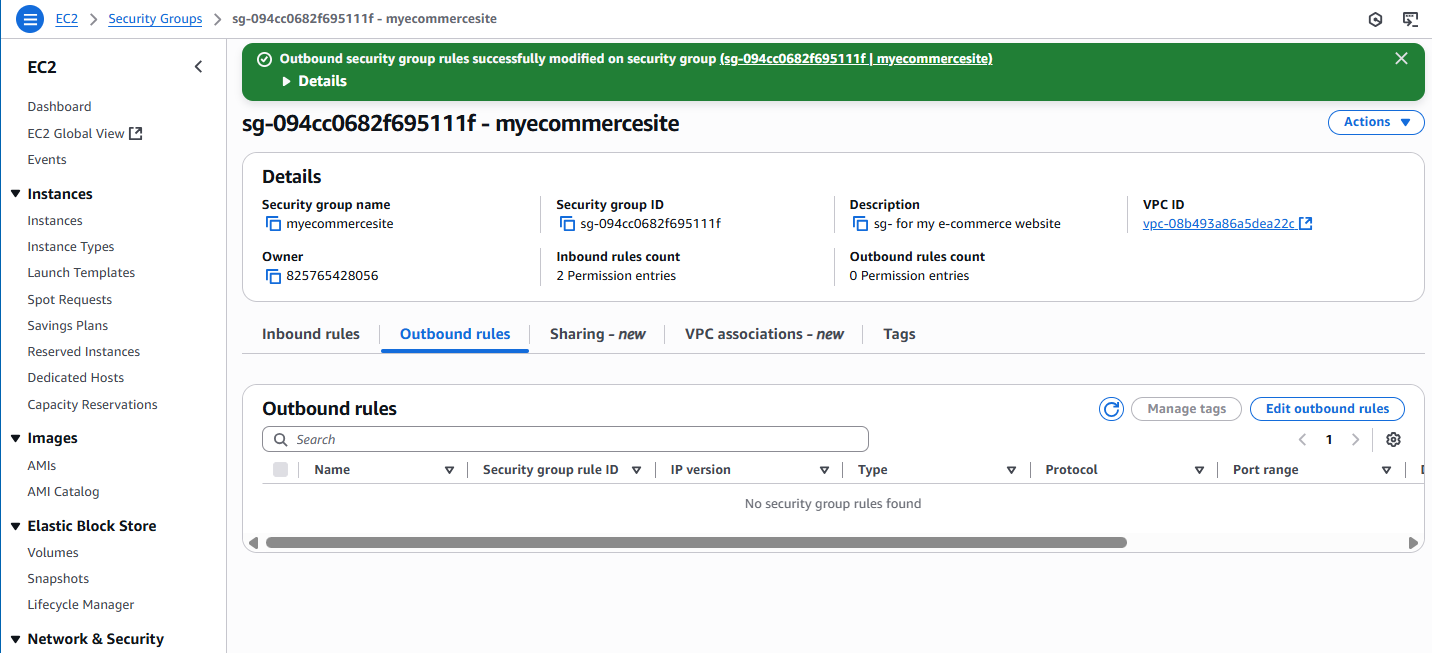 EC2 > Security Groups > sg-094cc0682f695111f - myecommercesite
EC2
Dashboard
EC2 Global View
Events
Instances
Instances
Instance Types
Launch Templates
Spot Requests
Savings Plans
Reserved Instances
Dedicated Hosts
Capacity Reservations
Images
AMIs
AMI Catalog
Elastic Block Store
Volumes
Snapshots
Lifecycle Manager
Network & Security
Outbound security group rules successfully modified on security group (sg-094cc0682f695111f | myecommercesite)
Details
sg-094cc0682f695111f - myecommercesite
Actions
Details
Security group name
myecommercesite
Security group ID
sg-094cc0682f695111f
Description
sg- for my e-commerce website
VPC ID
vpc-08b493a86a5dea22c
Owner
825765428056
Inbound rules count
2 Permission entries
Outbound rules count
0 Permission entries
Inbound rules
Outbound rules
Sharing - new
VPC associations - new
Tags
Outbound rules
Manage tags
Edit outbound rules
Search
1
Name
Security group rule ID
IP version
Type
Protocol
Port range
No security group rules found